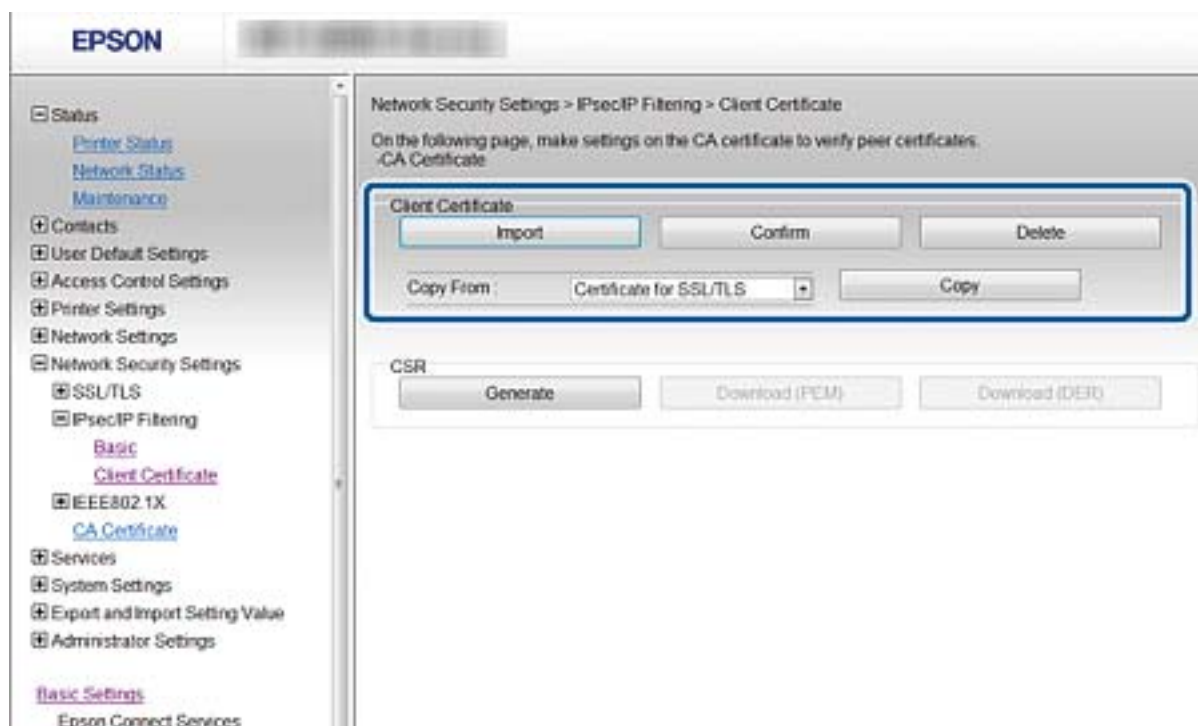 EPSON
Status
Printer Status
Network Status
Maintenance
Contacts
User Default Settings
Access Control Settings
Printer Settings
Network Settings
Network Security Settings
SSL/TLS
IPsec/IP Filtering
Basic
Client Certificate
IEEE802.1X
CA Certificate
Services
System Settings
Export and Import Setting Value
Administrator Settings
Basic Settings
Epson Connect Services
Network Security Settings > IPsec/IP Filtering > Client Certificate
On the following page, make settings on the CA certificate to verify peer certificates.
-CA Certificate
Client Certificate
Import Confirm Delete
Copy From : Certificate for SSL/TLS Copy
CSR
Generate Download (PEM) Download (DER)